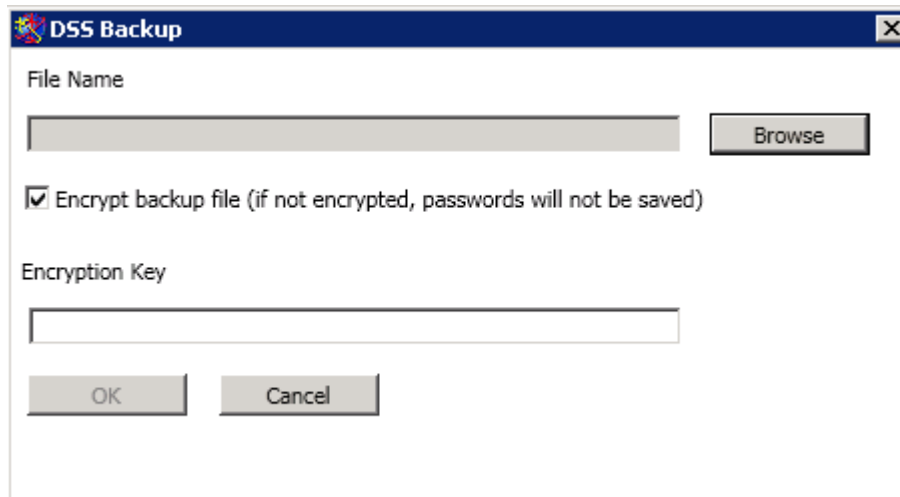 DSS Backup
File Name
Browse
Encrypt backup file (if not encrypted, passwords will not be saved)
Encryption Key
OK
Cancel